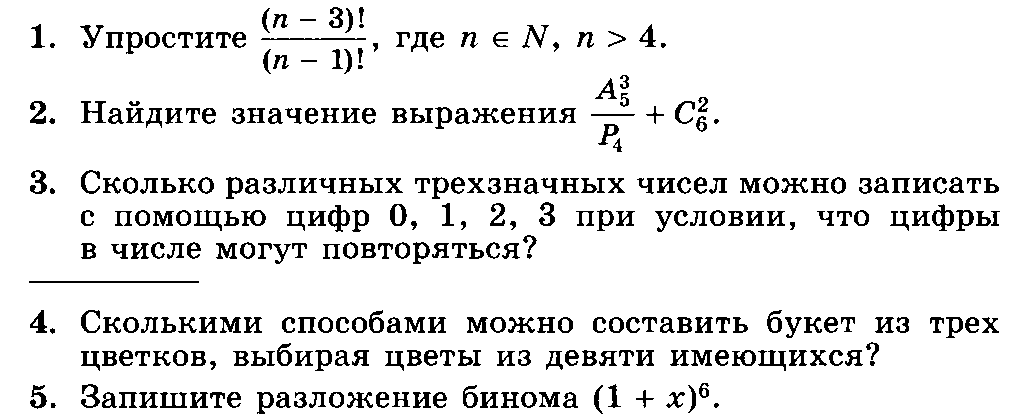 1. Упростите (n − 3)!/(n − 1)!, где n ∈ N, n > 4.
2. Найдите значение выражения A₅³/P₄ + C₆².
3. Сколько различных трехзначных чисел можно записать
с помощью цифр 0, 1, 2, 3 при условии, что цифры
в числе могут повторяться?
4. Сколькими способами можно составить букет из трех
цветков, выбирая цветы из девяти имеющихся?
5. Запишите разложение бинома (1 + x)⁶.